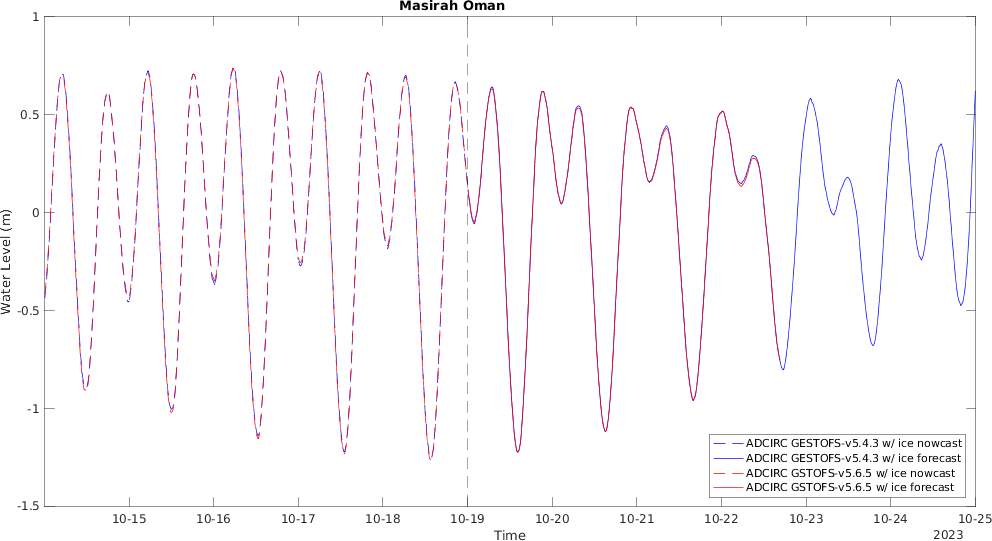 Masirah Oman
1
0.5
0
-0.5
-1
-1.5
Water Level (m)
10-15 10-16 10-17 10-18 10-19 10-20 10-21 10-22 10-23 10-24 10-25
Time
2023
ADCIRC GESTOFS-v5.4.3 w/ ice nowcast
ADCIRC GESTOFS-v5.4.3 w/ ice forecast
ADCIRC GSTOFS-v5.6.5 w/ ice nowcast
ADCIRC GSTOFS-v5.6.5 w/ ice forecast